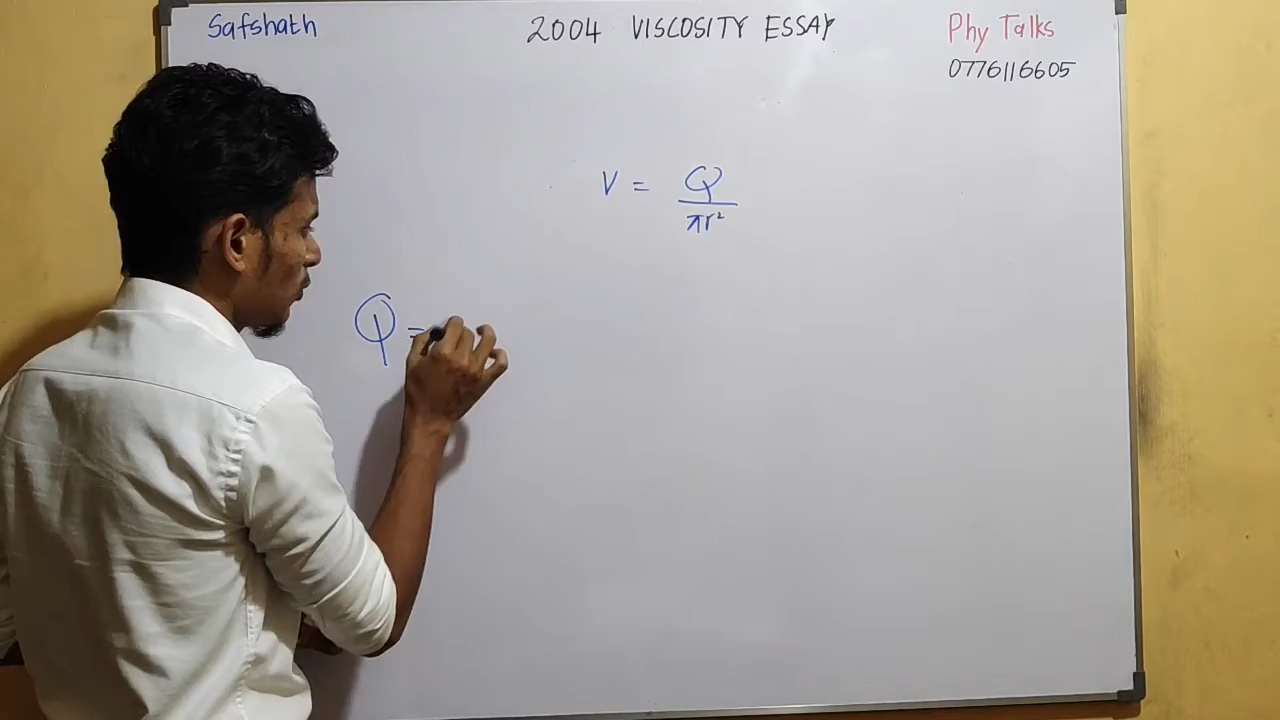 Safshath
2004 VISCOSITY ESSAY
Phy Talks
0776116605
V = Q
πr²
Q =